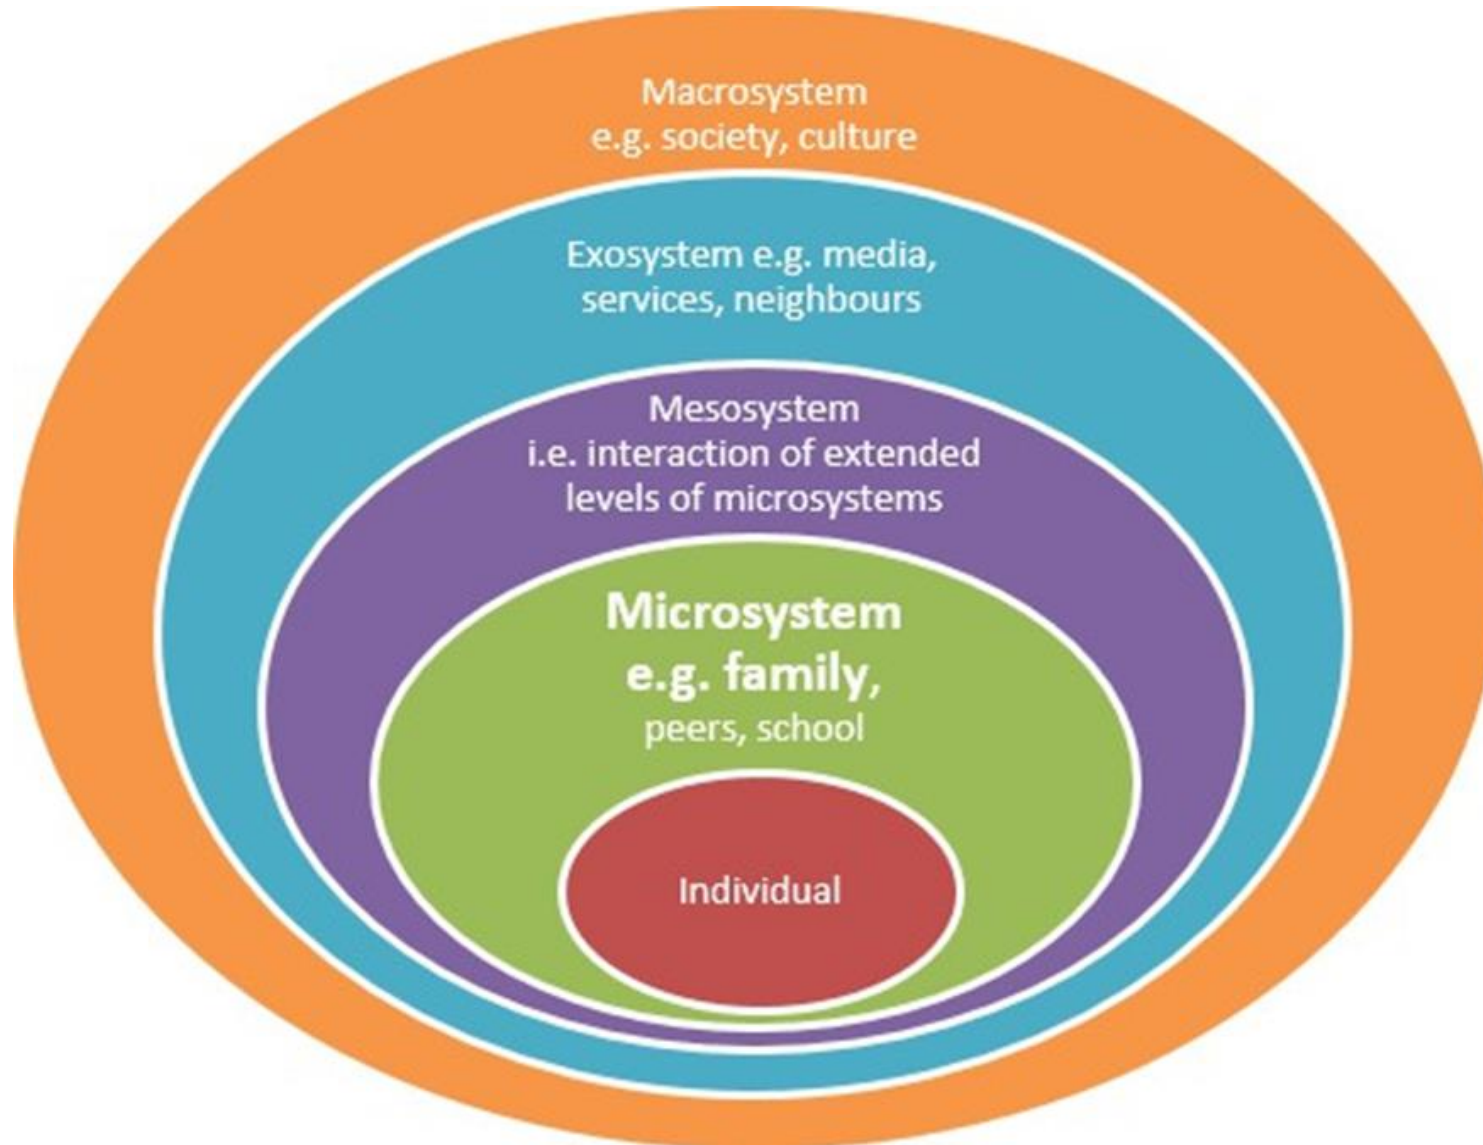 Macrosystem
e.g. society, culture
Exosystem e.g. media,
services, neighbours
Mesosystem
i.e. interaction of extended
levels of microsystems
Microsystem
e.g. family,
peers, school
Individual